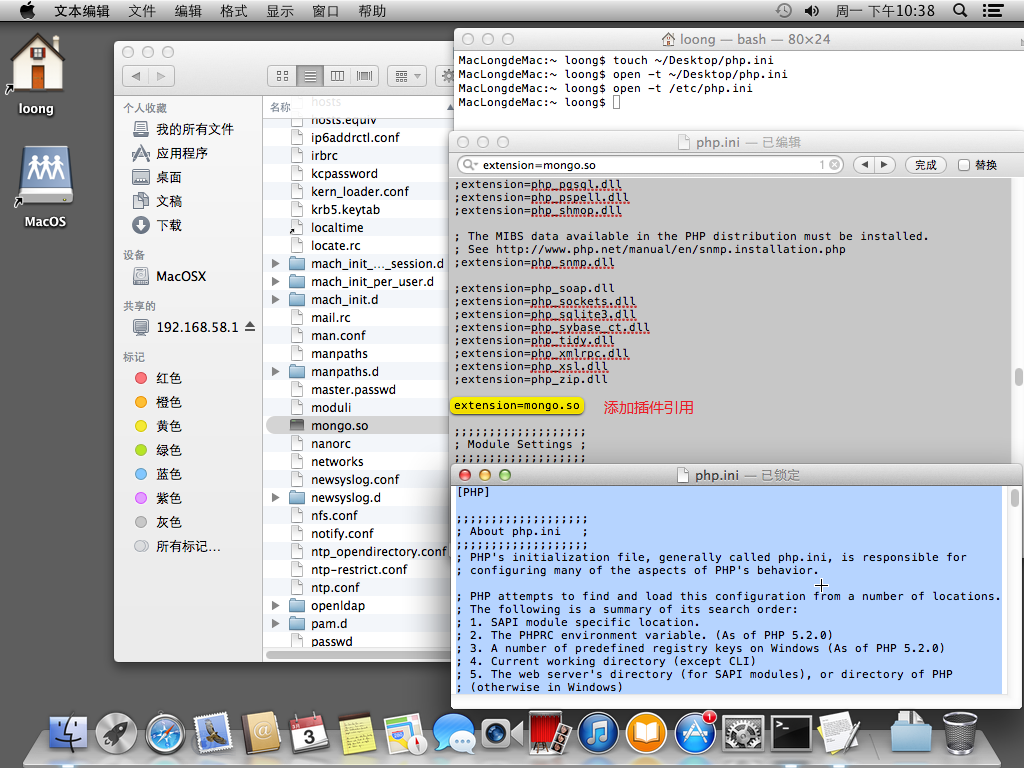 文本编辑 文件 编辑 格式 显示 窗口 帮助 周一 下午10:38
loong
MacOS
个人收藏
我的所有文件
应用程序
桌面
文稿
下载
设备
MacOSX
共享的
192.168.58.1
标记
红色
橙色
黄色
绿色
蓝色
紫色
灰色
所有标记...
名称
hosts
hosts.equiv
ip6addrctl.conf
irbrc
kcpassword
kern_loader.conf
krb5.keytab
localtime
locate.rc
mach_init_..._session.d
mach_init_per_user.d
mach_init.d
mail.rc
man.conf
manpaths
manpaths.d
master.passwd
moduli
mongo.so
nanorc
networks
newsyslog.conf
newsyslog.d
nfs.conf
notify.conf
ntp_opendirectory.conf
ntp-restrict.conf
ntp.conf
openldap
pam.d
passwd
loong — bash — 80×24
MacLongdeMac:~ loong$ touch ~/Desktop/php.ini
MacLongdeMac:~ loong$ open -t ~/Desktop/php.ini
MacLongdeMac:~ loong$ open -t /etc/php.ini
MacLongdeMac:~ loong$
php.ini — 已编辑
extension=mongo.so 1 完成 替换
;extension=php_pgsql.dll
;extension=php_pspell.dll
;extension=php_shmop.dll
; The MIBS data available in the PHP distribution must be installed.
; See http://www.php.net/manual/en/snmp.installation.php
;extension=php_snmp.dll
;extension=php_soap.dll
;extension=php_sockets.dll
;extension=php_sqlite3.dll
;extension=php_sybase_ct.dll
;extension=php_tidy.dll
;extension=php_xmlrpc.dll
;extension=php_xsl.dll
;extension=php_zip.dll
extension=mongo.so 添加插件引用
;;;;;;;;;;;;;;;;;;;
; Module Settings ;
;;;;;;;;;;;;;;;;;;;
php.ini — 已锁定
[PHP]
;;;;;;;;;;;;;;;;;;;
; About php.ini   ;
;;;;;;;;;;;;;;;;;;;
; PHP's initialization file, generally called php.ini, is responsible for
; configuring many of the aspects of PHP's behavior.
; PHP attempts to find and load this configuration from a number of locations.
; The following is a summary of its search order:
; 1. SAPI module specific location.
; 2. The PHPRC environment variable. (As of PHP 5.2.0)
; 3. A number of predefined registry keys on Windows (As of PHP 5.2.0)
; 4. Current working directory (except CLI)
; 5. The web server's directory (for SAPI modules), or directory of PHP
; (otherwise in Windows)
3
1